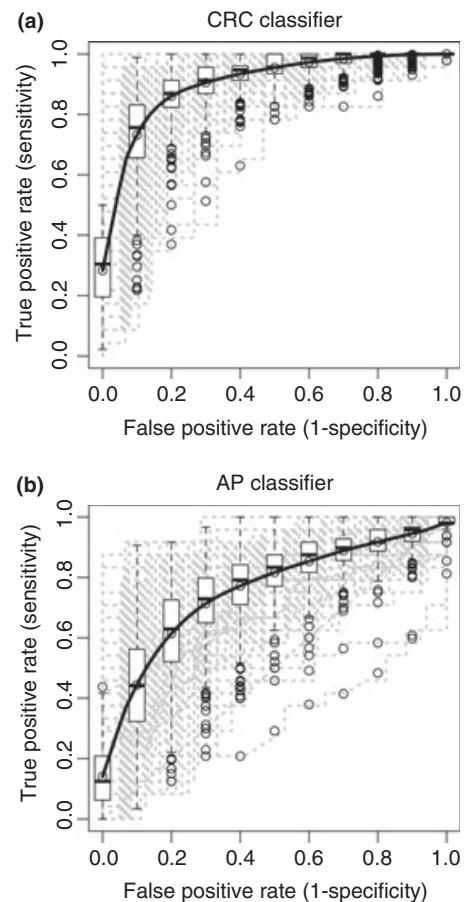 (a) CRC classifier
True positive rate (sensitivity)
1.0
0.8
0.6
0.4
0.2
0.0
0.0 0.2 0.4 0.6 0.8 1.0
False positive rate (1-specificity)
(b) AP classifier
True positive rate (sensitivity)
1.0
0.8
0.6
0.4
0.2
0.0
0.0 0.2 0.4 0.6 0.8 1.0
False positive rate (1-specificity)